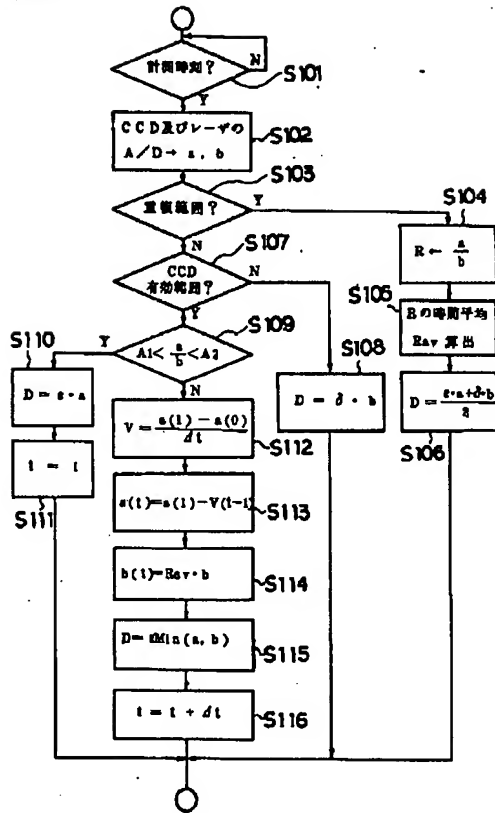 計測時刻?
N
S101
Y
CCD及びレーザの
A/D→a, b
S102
S103
重複範囲?
Y
N
S104
R ← a/b
S107
CCD
有効範囲?
N
Y
S105
Rの時間平均
Rav 算出
S109
A1< a/b <A2
Y
N
S110
D=ε・a
S108
D = δ・b
D= ε・a+δ・b / 2
S106
V= a(1)-a(0) / dt
S112
t = 1
S111
a(t)=a(1)-V(t-1)
S113
b(t)=Rav・b
S114
D=εMin(a, b)
S115
t = t + dt
S116